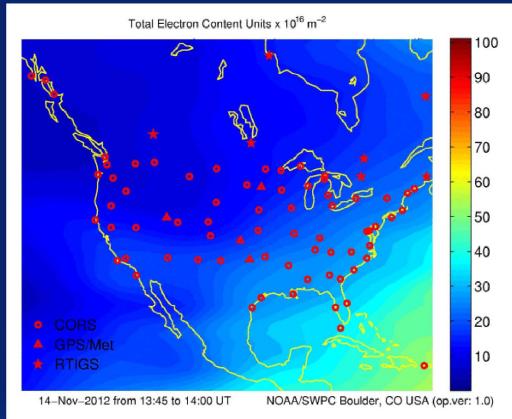 Total Electron Content Units x 10^16 m^−2
100
90
80
70
60
50
40
30
20
10
CORS
GPS/Met
RTIGS
14−Nov−2012 from 13:45 to 14:00 UT NOAA/SWPC Boulder, CO USA (op.ver: 1.0)